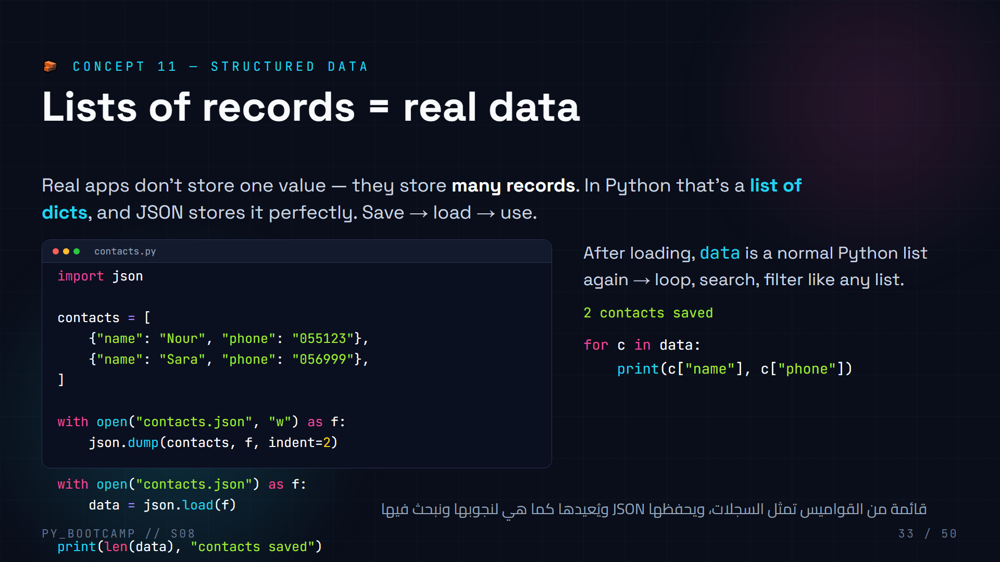 CONCEPT 11 — STRUCTURED DATA
Lists of records = real data
Real apps don't store one value — they store many records. In Python that's a list of
dicts, and JSON stores it perfectly. Save → load → use.
contacts.py
import json
contacts = [
    {"name": "Nour", "phone": "055123"},
    {"name": "Sara", "phone": "056999"},
]
with open("contacts.json", "w") as f:
    json.dump(contacts, f, indent=2)
with open("contacts.json") as f:
    data = json.load(f)
print(len(data), "contacts saved")
After loading, data is a normal Python list
again → loop, search, filter like any list.
2 contacts saved
for c in data:
    print(c["name"], c["phone"])
قائمة من القواميس تمثل السجلات، ويحفظها JSON ويُعيدها كما هي لنجوبها ونبحث فيها
PY_BOOTCAMP // S08
33 / 50